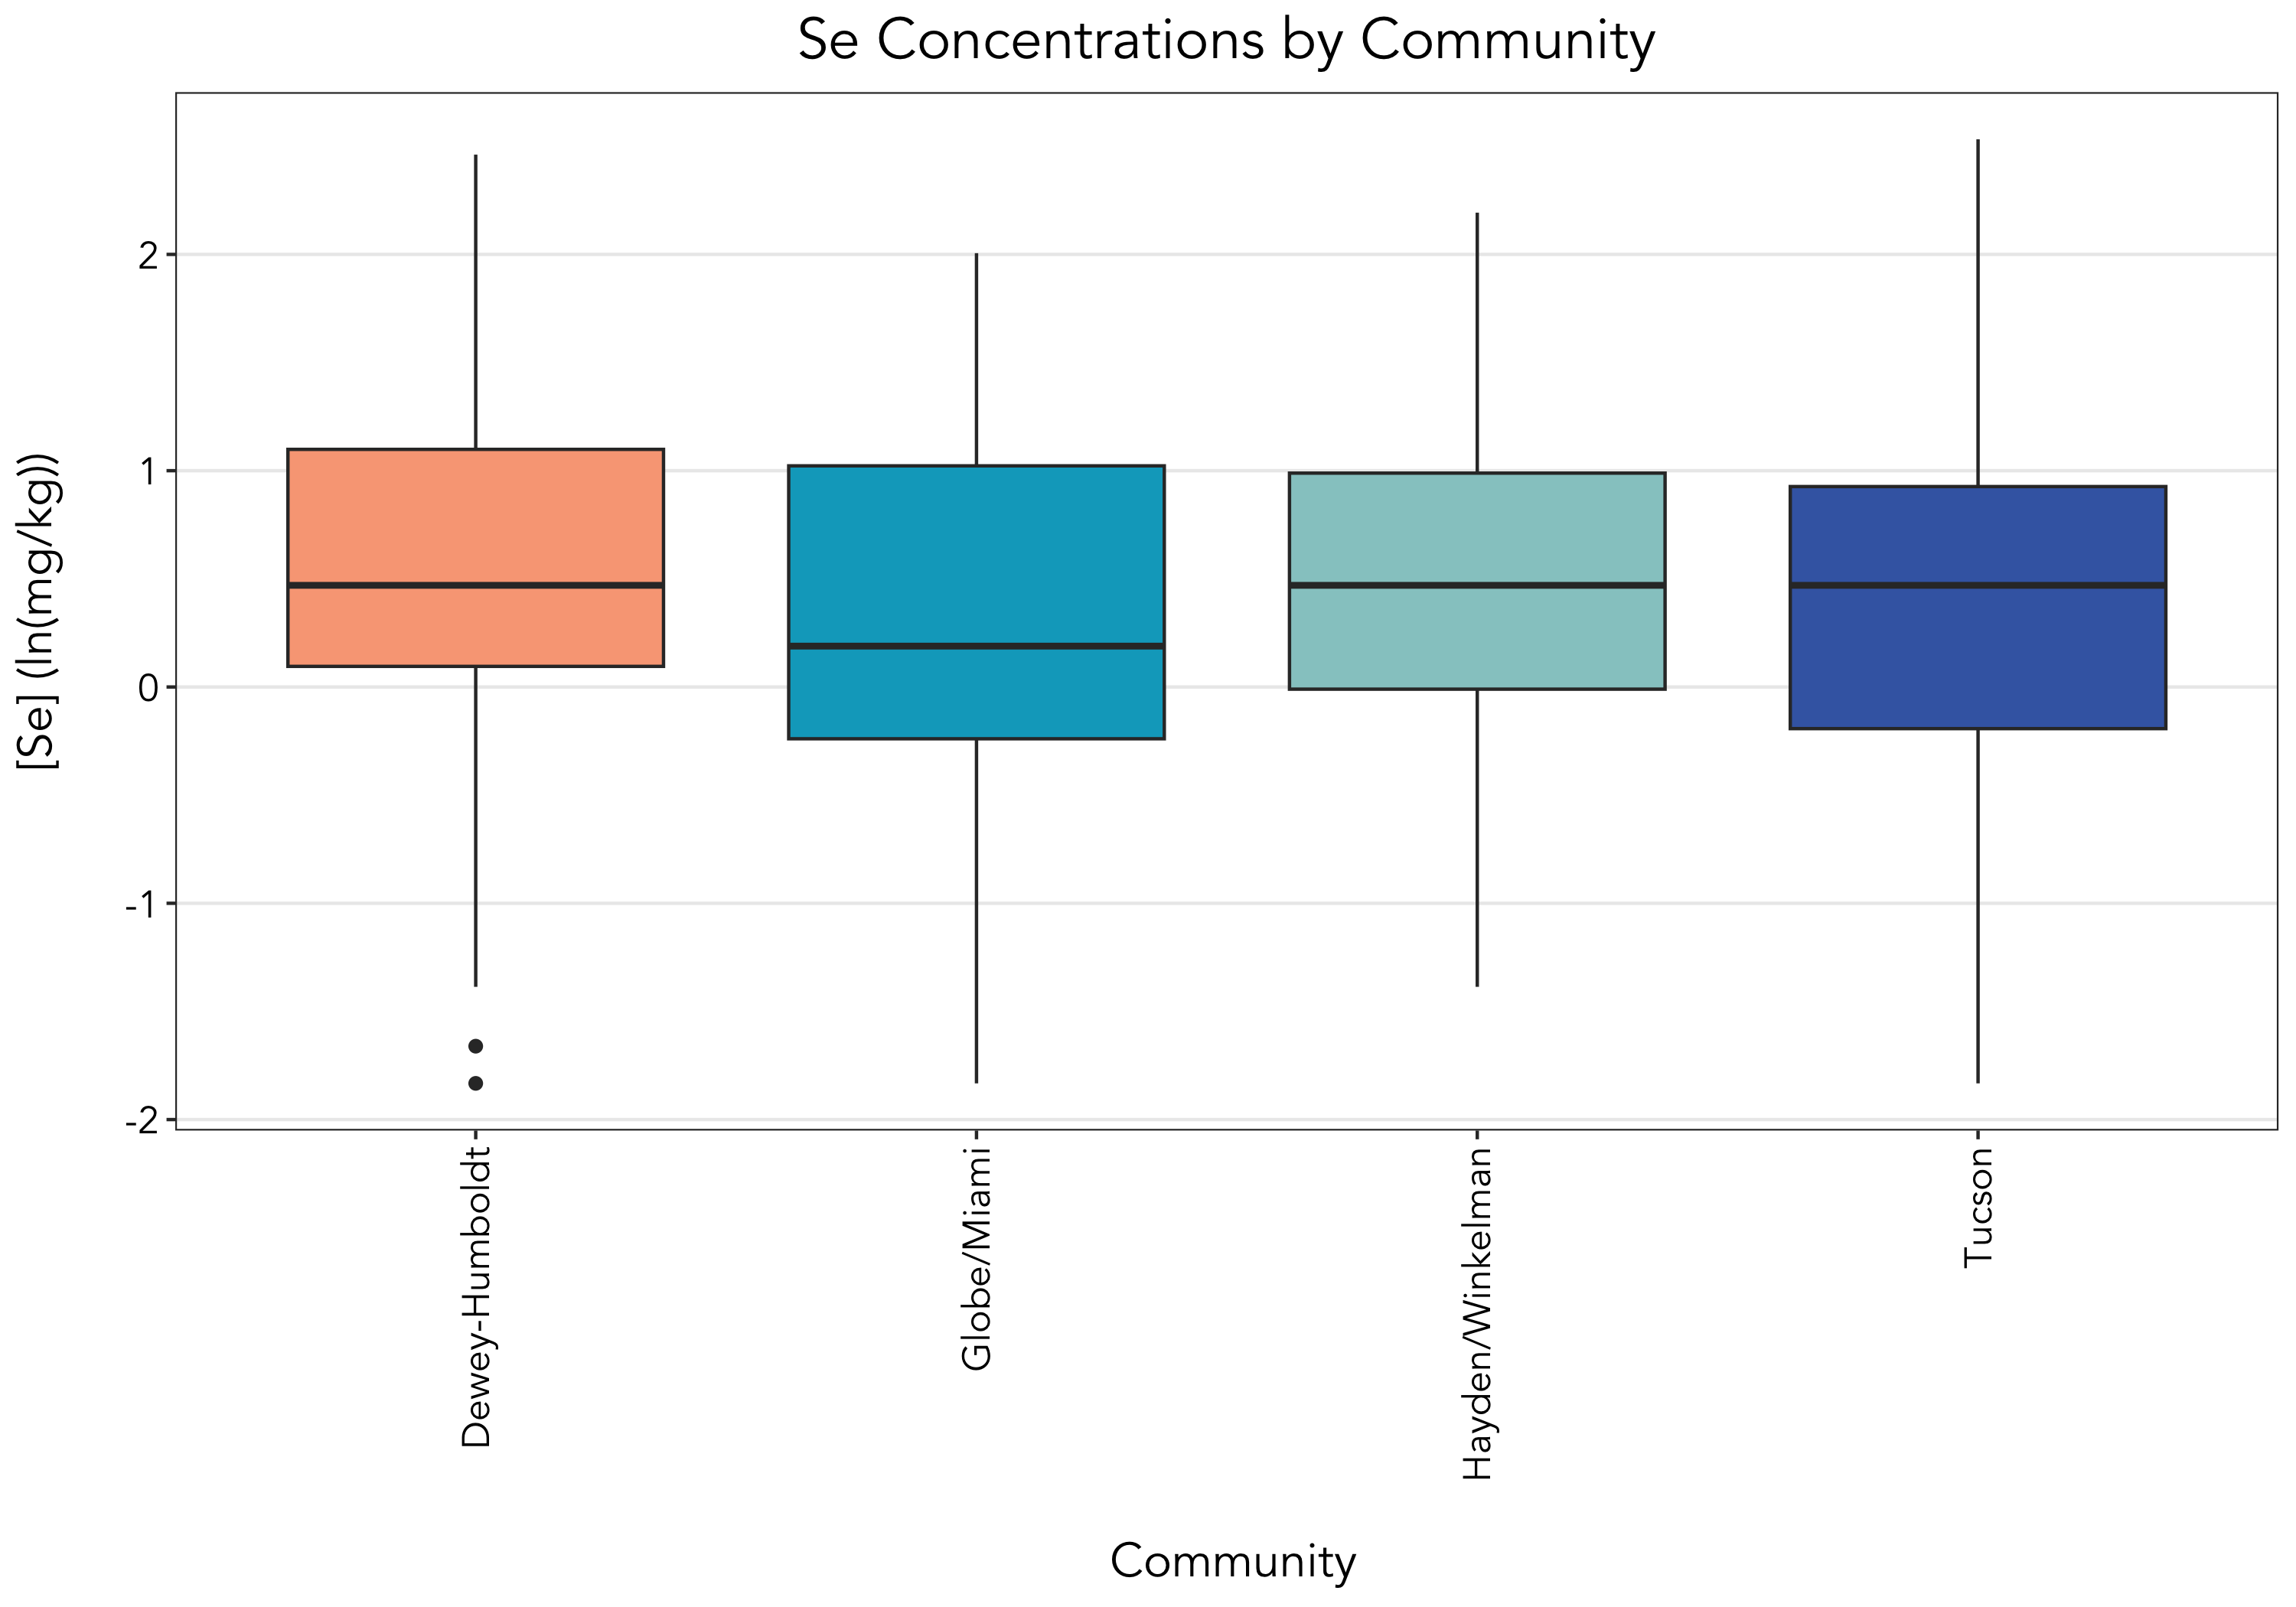 Se Concentrations by Community
[Se] (ln(mg/kg))
2
1
0
-1
-2
Dewey-Humboldt
Globe/Miami
Hayden/Winkelman
Tucson
Community